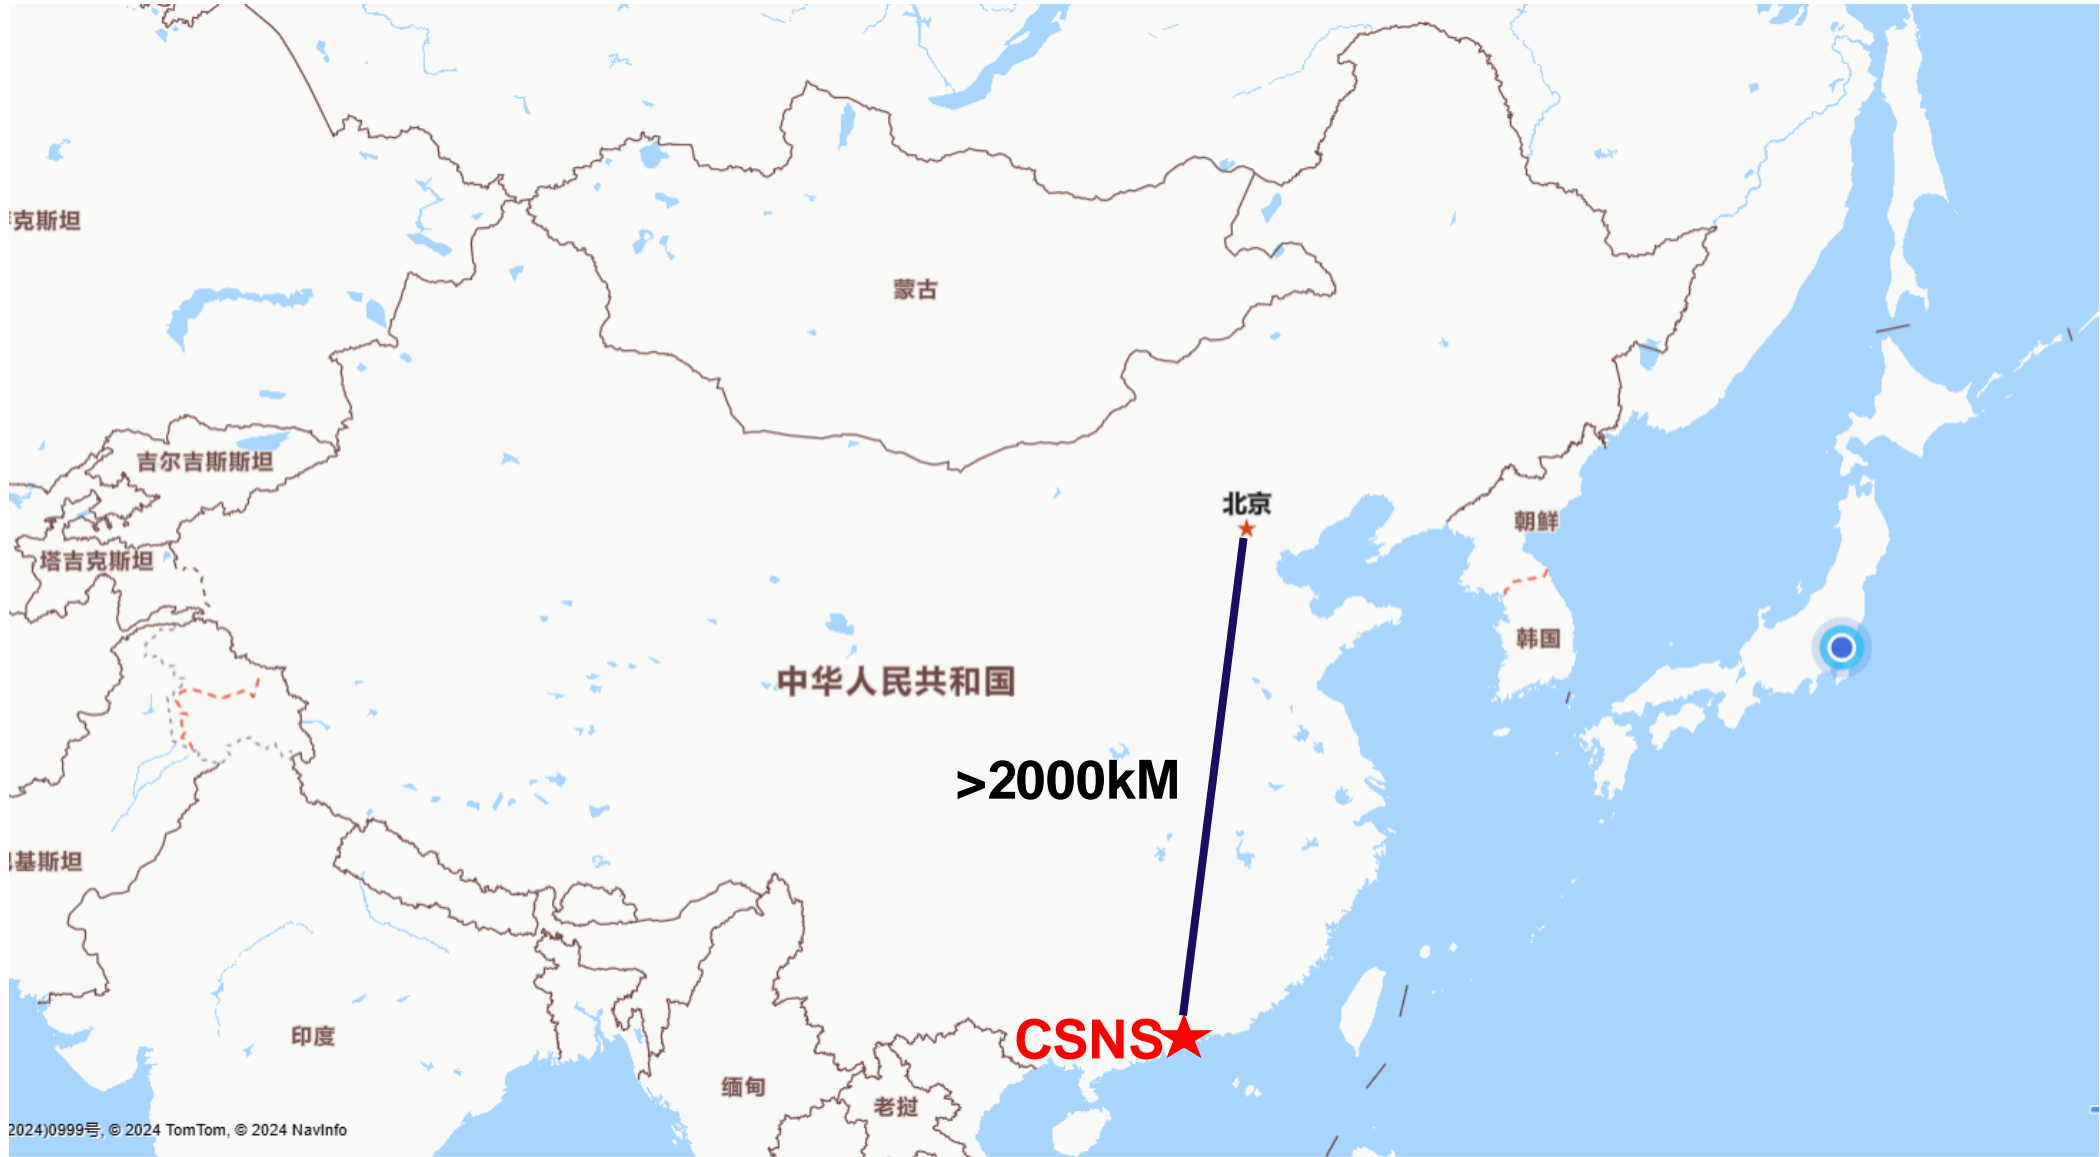 克斯坦
蒙古
吉尔吉斯斯坦
北京
朝鲜
塔吉克斯坦
韩国
中华人民共和国
>2000kM
基斯坦
CSNS
印度
缅甸
老挝
2024)0999号, © 2024 TomTom, © 2024 NavInfo